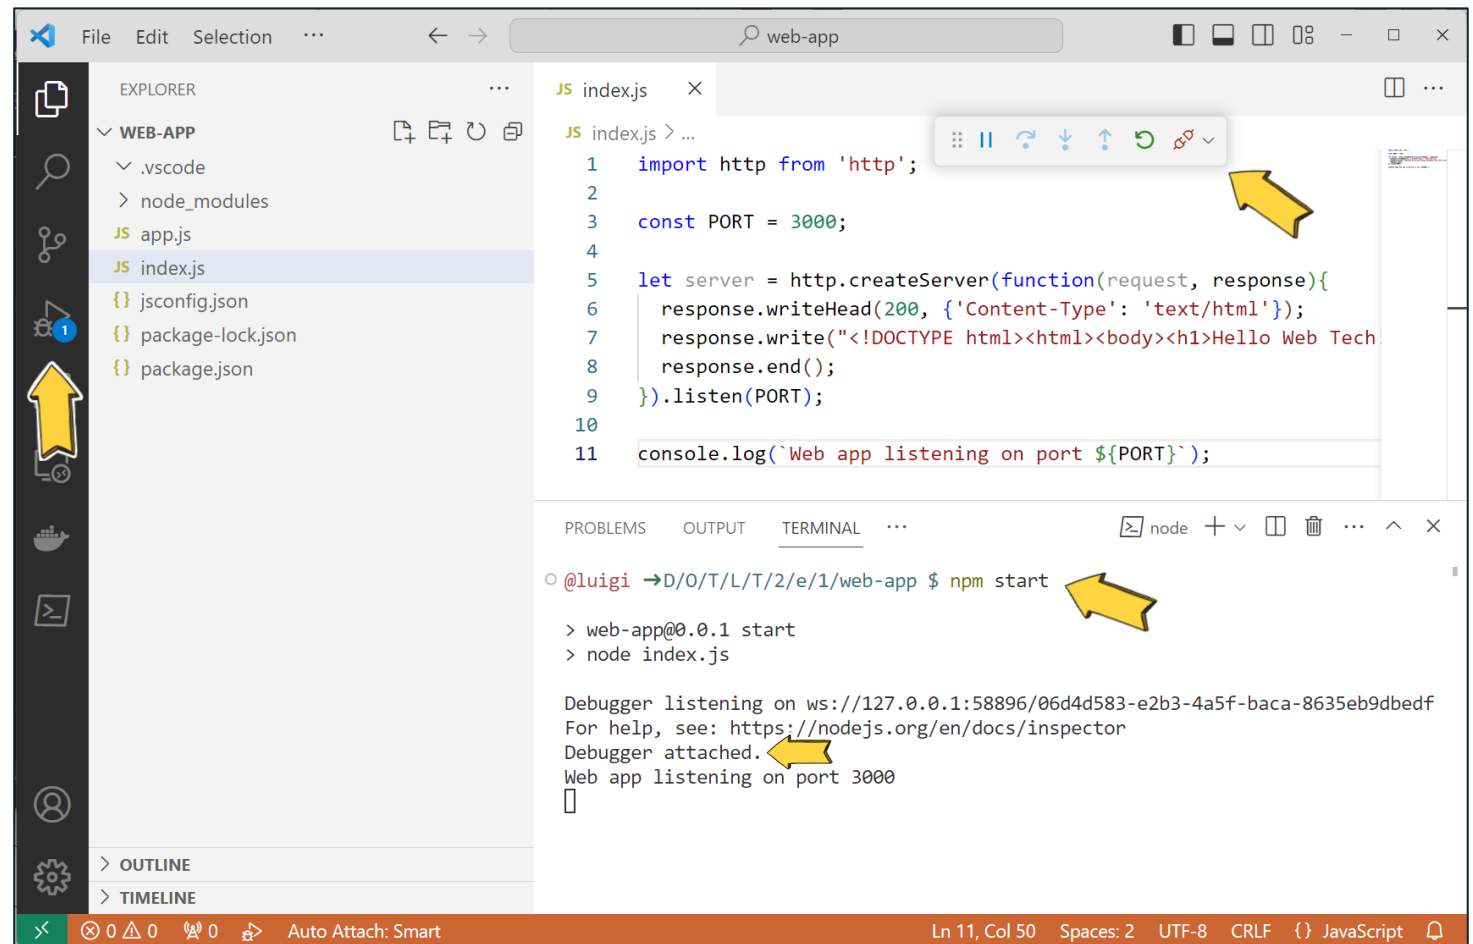 File Edit Selection ··· web-app
EXPLORER ···
WEB-APP
.vscode
node_modules
JS app.js
JS index.js
{} jsconfig.json
{} package-lock.json
{} package.json
1
OUTLINE
TIMELINE
JS index.js
JS index.js > ...
1 import http from 'http';
2
3 const PORT = 3000;
4
5 let server = http.createServer(function(request, response){
6 response.writeHead(200, {'Content-Type': 'text/html'});
7 response.write("<!DOCTYPE html><html><body><h1>Hello Web Tech
8 response.end();
9 }).listen(PORT);
10
11 console.log(`Web app listening on port ${PORT}`);
PROBLEMS OUTPUT TERMINAL ··· node
@luigi ➜D/O/T/L/T/2/e/1/web-app $ npm start
> web-app@0.0.1 start
> node index.js
Debugger listening on ws://127.0.0.1:58896/06d4d583-e2b3-4a5f-baca-8635eb9dbedf
For help, see: https://nodejs.org/en/docs/inspector
Debugger attached.
Web app listening on port 3000
0 0 0 Auto Attach: Smart Ln 11, Col 50 Spaces: 2 UTF-8 CRLF {} JavaScript